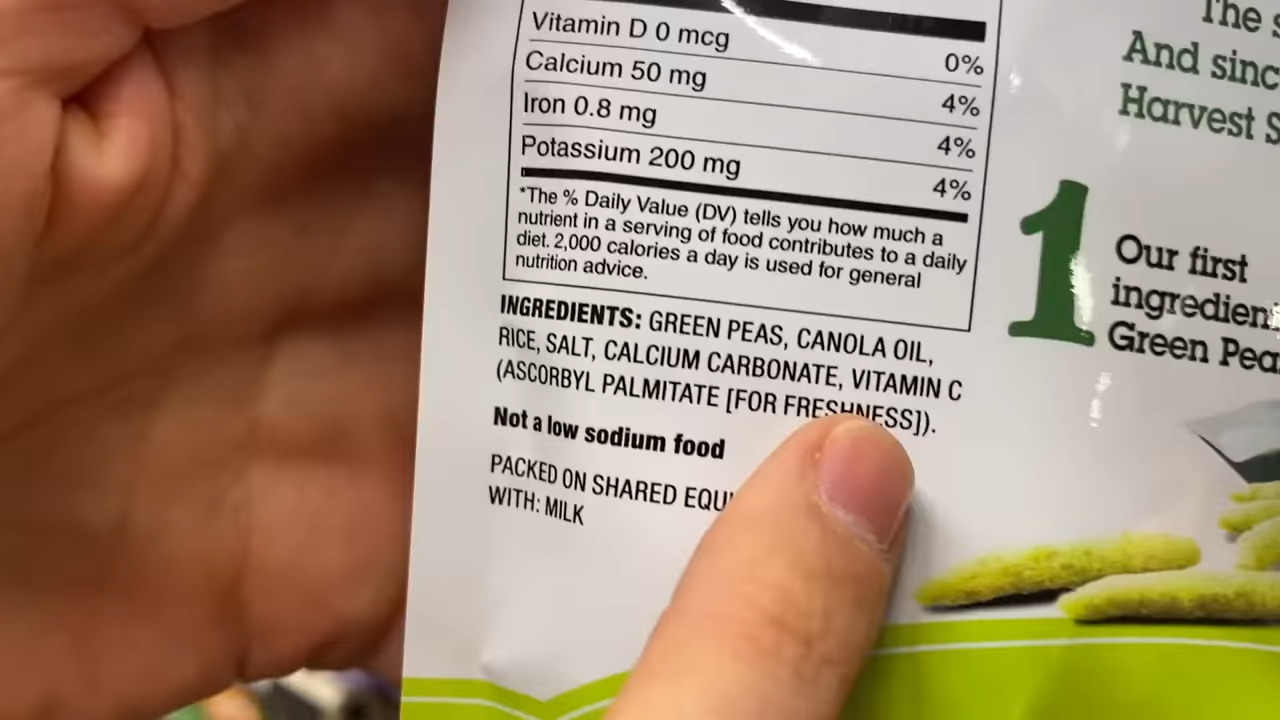 Vitamin D 0 mcg 0%
Calcium 50 mg 4%
Iron 0.8 mg 4%
Potassium 200 mg 4%
*The % Daily Value (DV) tells you how much a
nutrient in a serving of food contributes to a daily
diet. 2,000 calories a day is used for general
nutrition advice.
INGREDIENTS: GREEN PEAS, CANOLA OIL,
RICE, SALT, CALCIUM CARBONATE, VITAMIN C
(ASCORBYL PALMITATE [FOR FRESHNESS]).
Not a low sodium food
PACKED ON SHARED
WITH: MILK
The
And
Harvest
1
Our first
Green